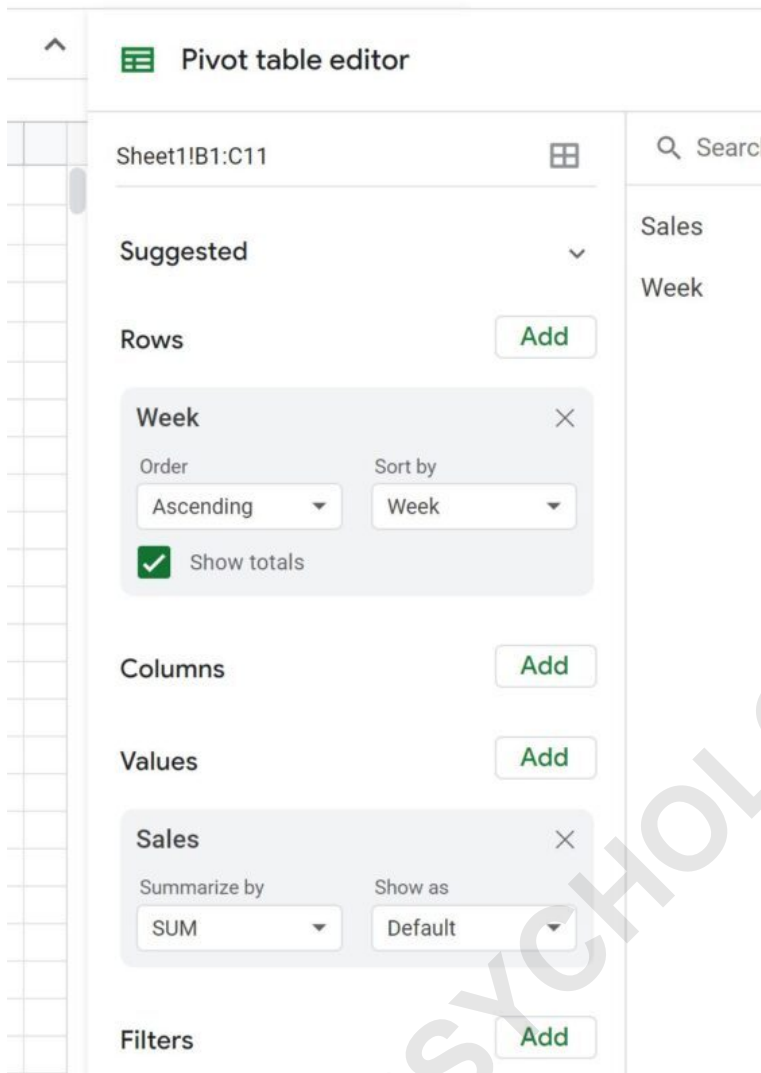 Pivot table editor
Sheet1!B1:C11
Suggested
Rows
Add
Week
Order
Sort by
Ascending
Week
Show totals
Columns
Add
Values
Add
Sales
Summarize by
Show as
SUM
Default
Filters
Add
Sales
Week